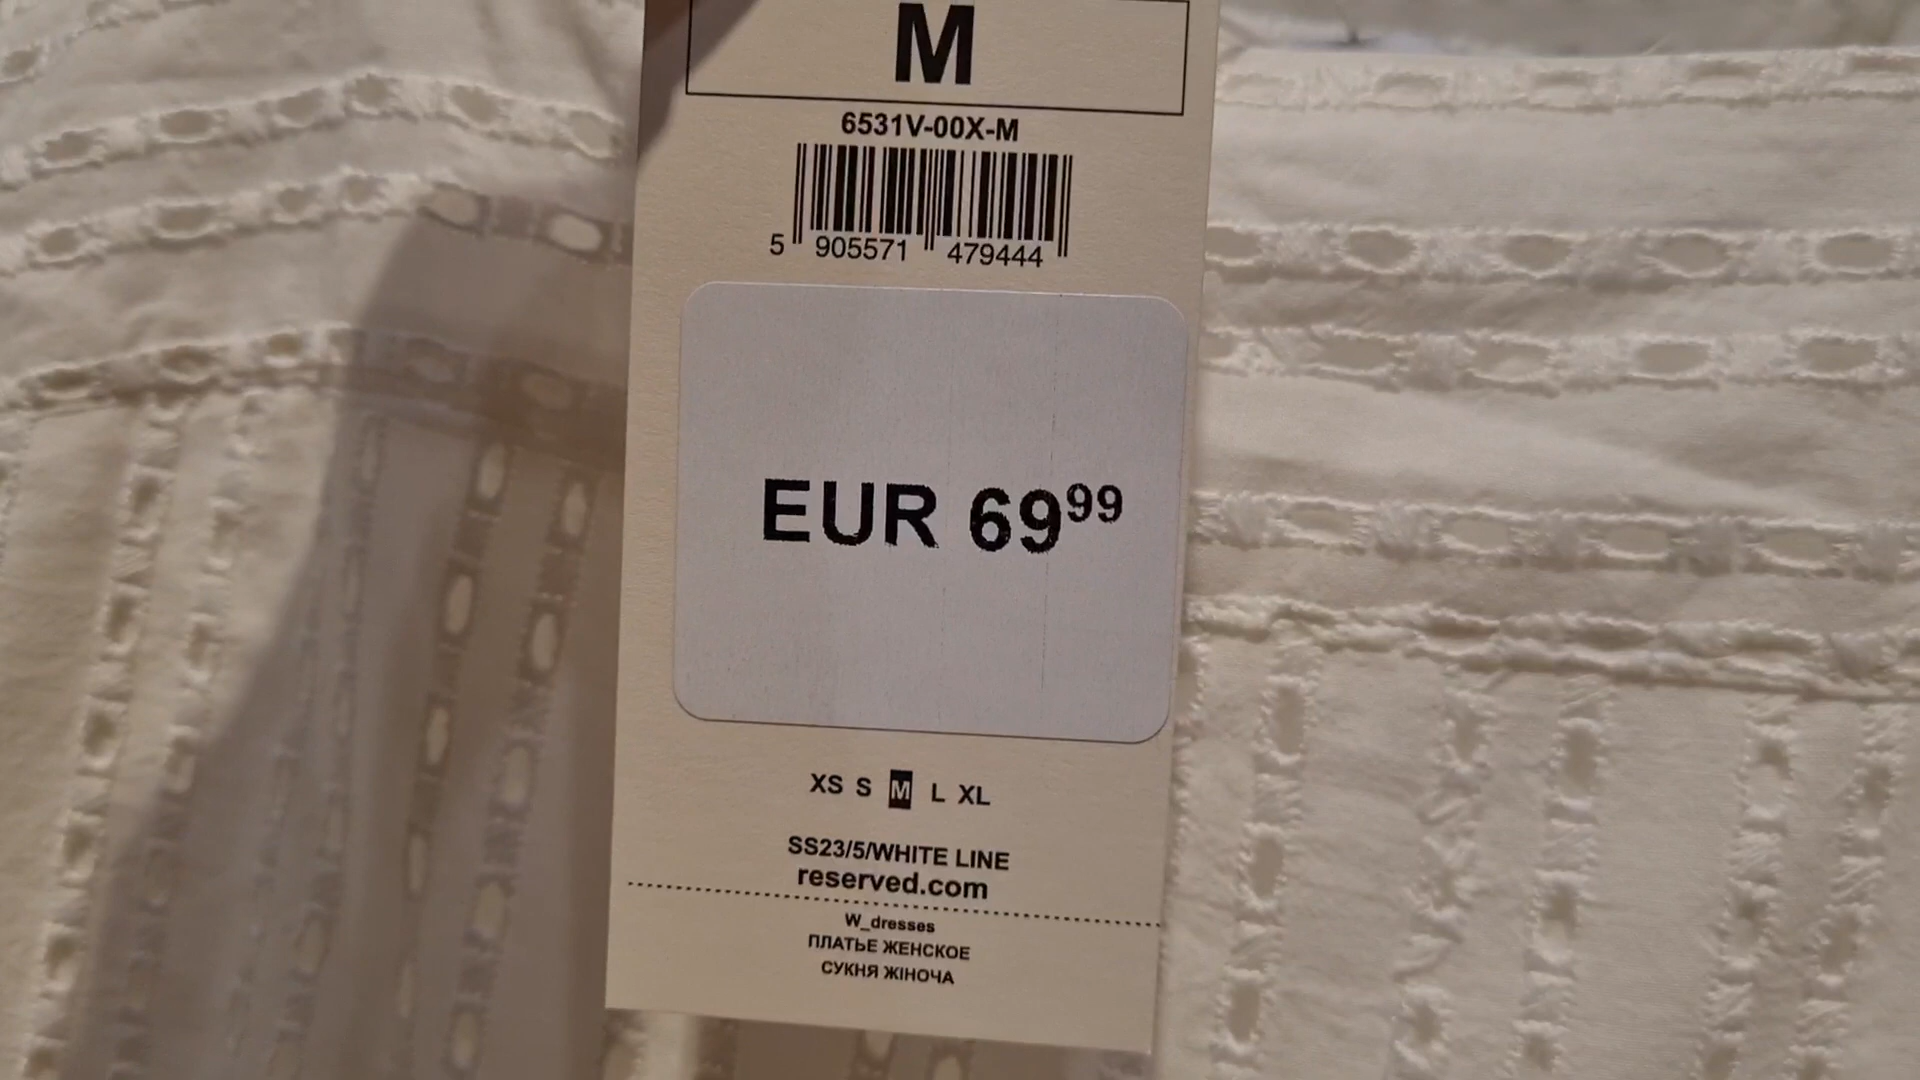 M
6531V-00X-M
5 905571 479444
EUR 6999
XS S M L XL
SS23/5/WHITE LINE
reserved.com
W_dresses
ПЛАТЬЕ ЖЕНСКОЕ
СУКНЯ ЖІНОЧА